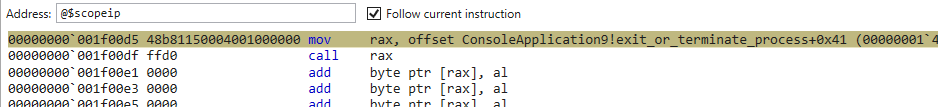 Address: @$scopeip Follow current instruction
00000000`001f00d5 48b81150004001000000 mov rax, offset ConsoleApplication9!exit_or_terminate_process+0x41 (00000001`4
00000000`001f00df ffd0 call rax
00000000`001f00e1 0000 add byte ptr [rax], al
00000000`001f00e3 0000 add byte ptr [rax], al
00000000`001f00e5 0000 add byte ptr [rax], al